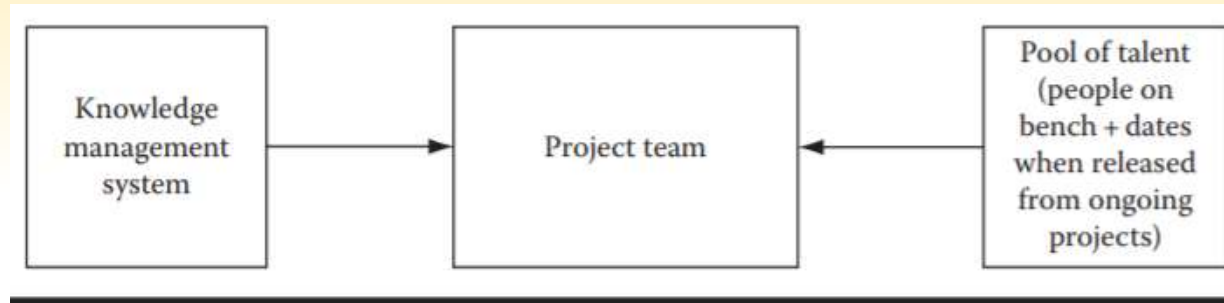 Knowledge
management
system
Project team
Pool of talent
(people on
bench + dates
when released
from ongoing
projects)